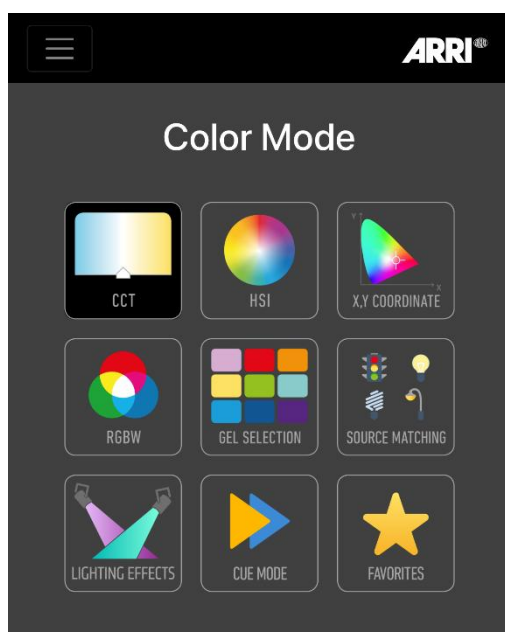 ARRI
Color Mode
CCT
HSI
Y
X
X,Y COORDINATE
RGBW
GEL SELECTION
SOURCE MATCHING
LIGHTING EFFECTS
CUE MODE
FAVORITES